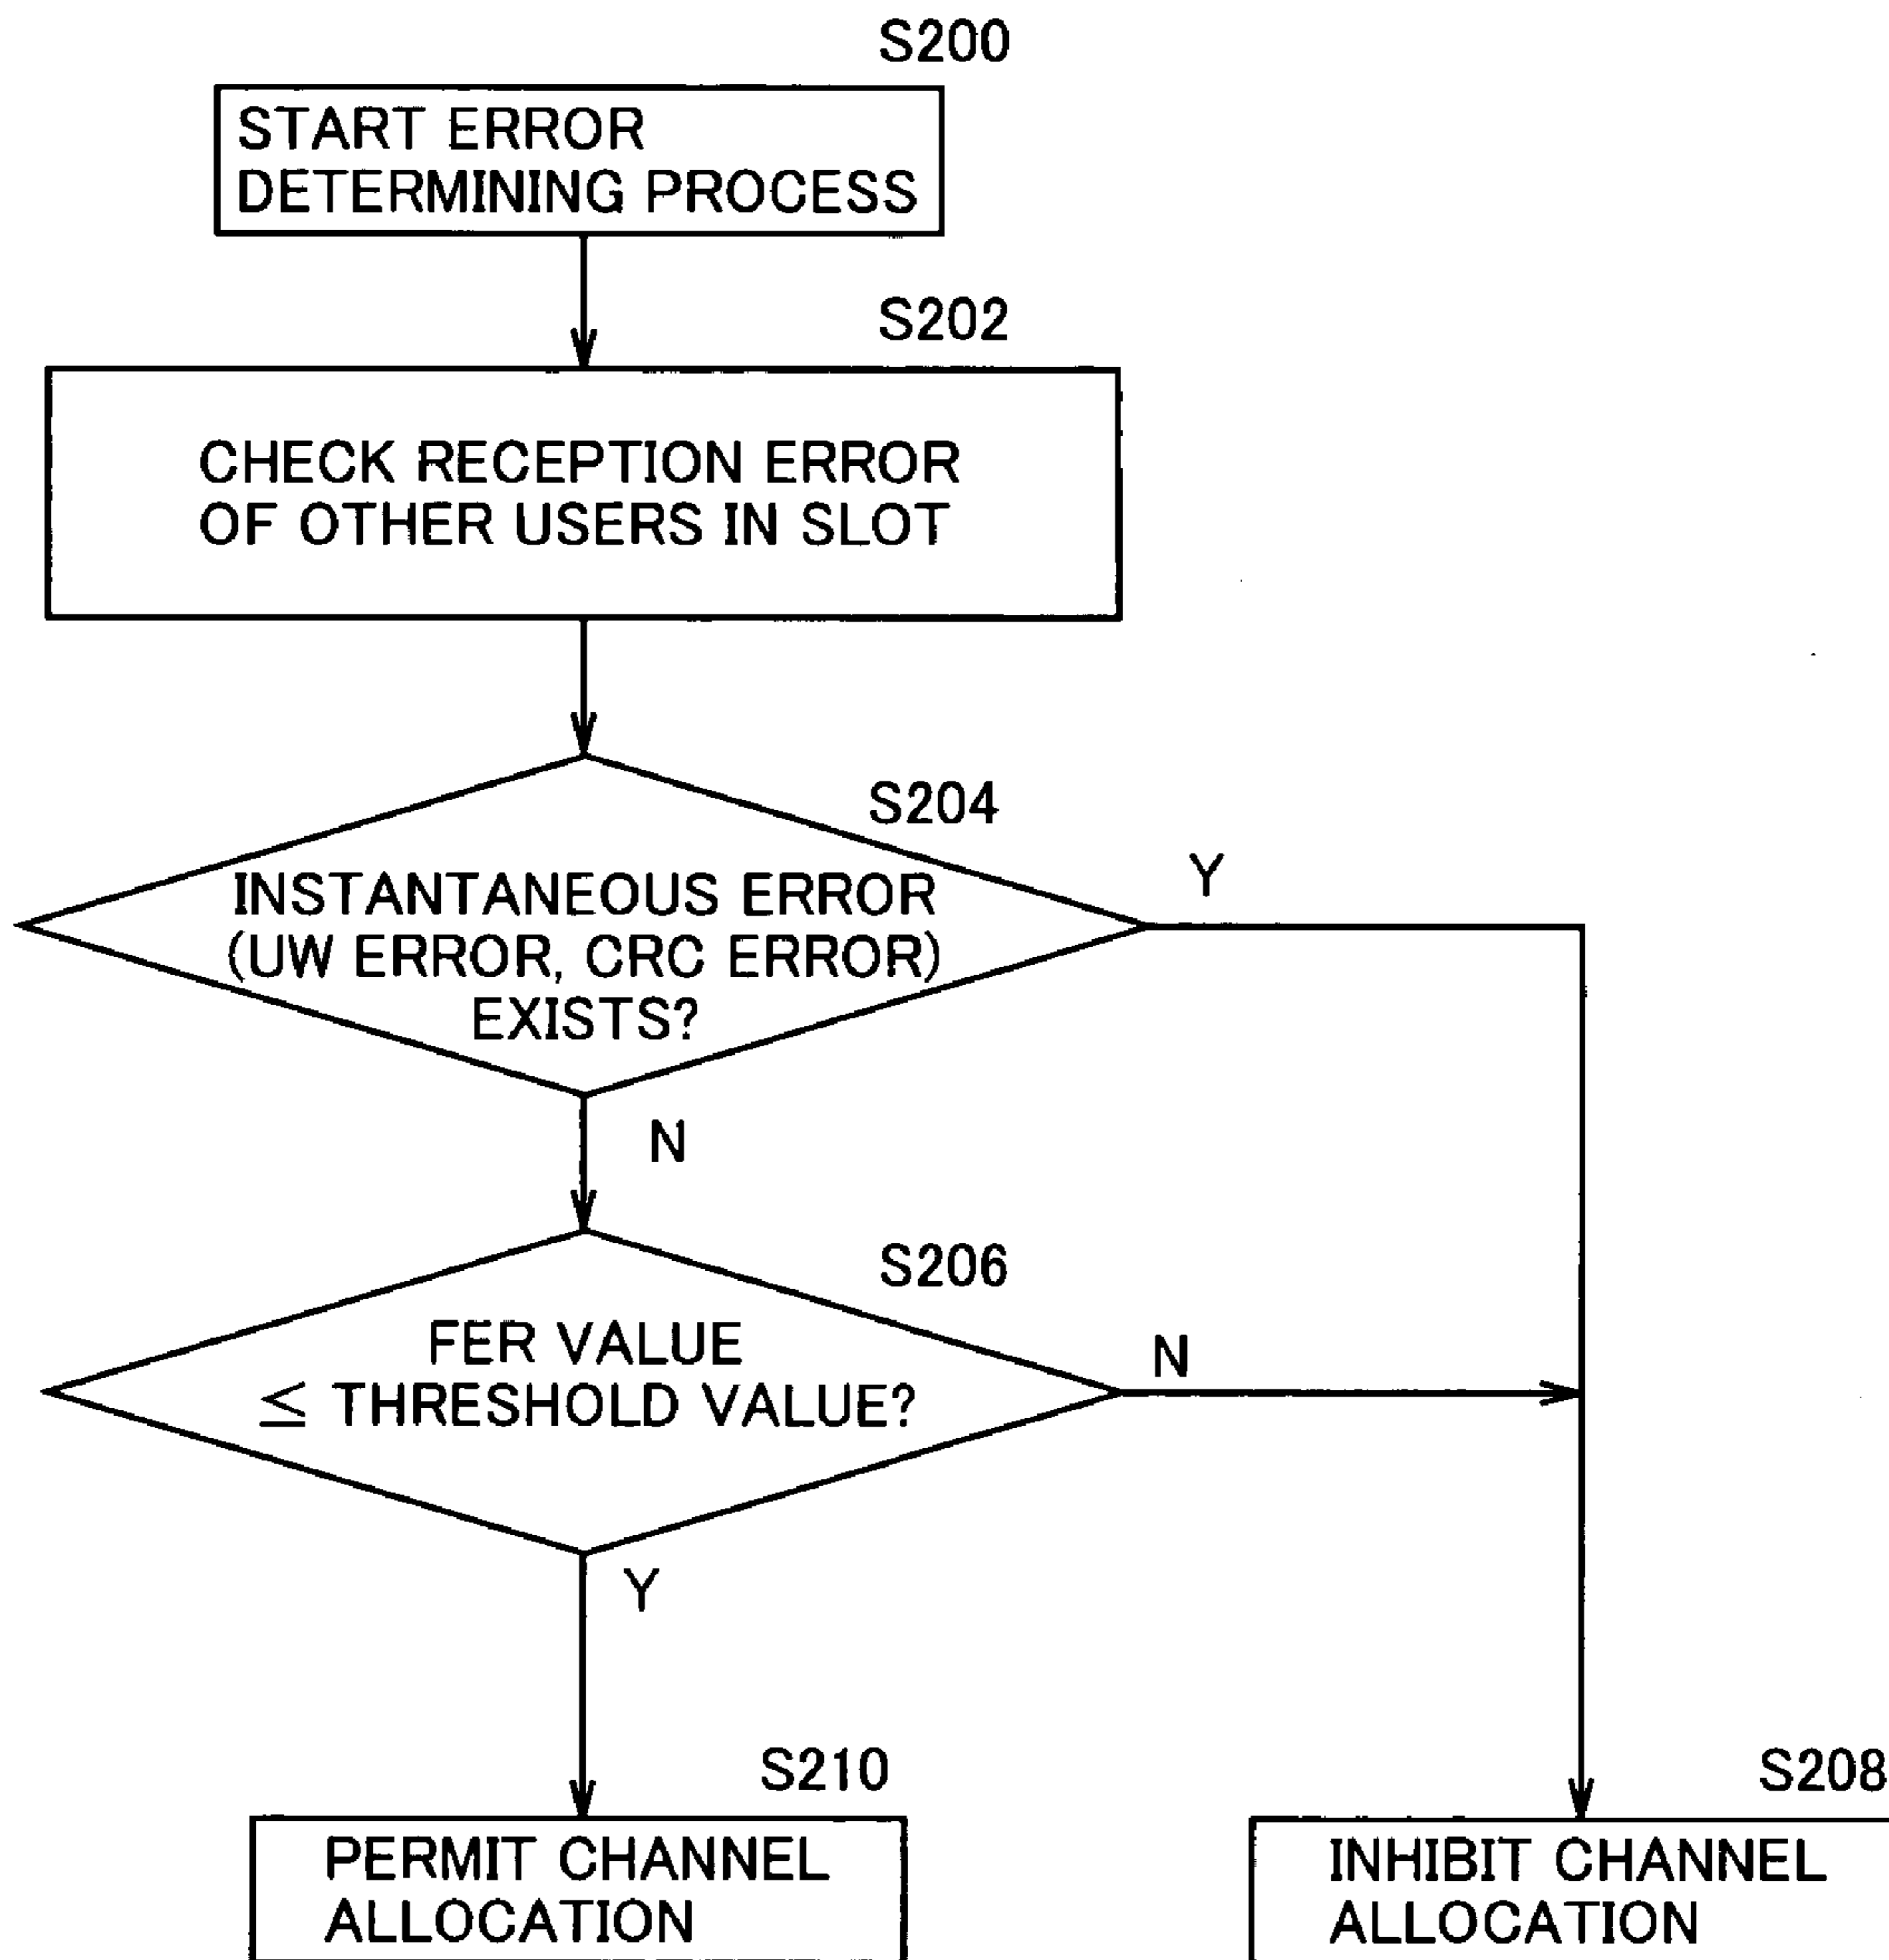 S200
START ERROR
DETERMINING PROCESS
S202
CHECK RECEPTION ERROR
OF OTHER USERS IN SLOT
S204
INSTANTANEOUS ERROR
(UW ERROR, CRC ERROR)
EXISTS?
Y
N
S206
FER VALUE
≦ THRESHOLD VALUE?
N
Y
S210
PERMIT CHANNEL
ALLOCATION
S208
INHIBIT CHANNEL
ALLOCATION